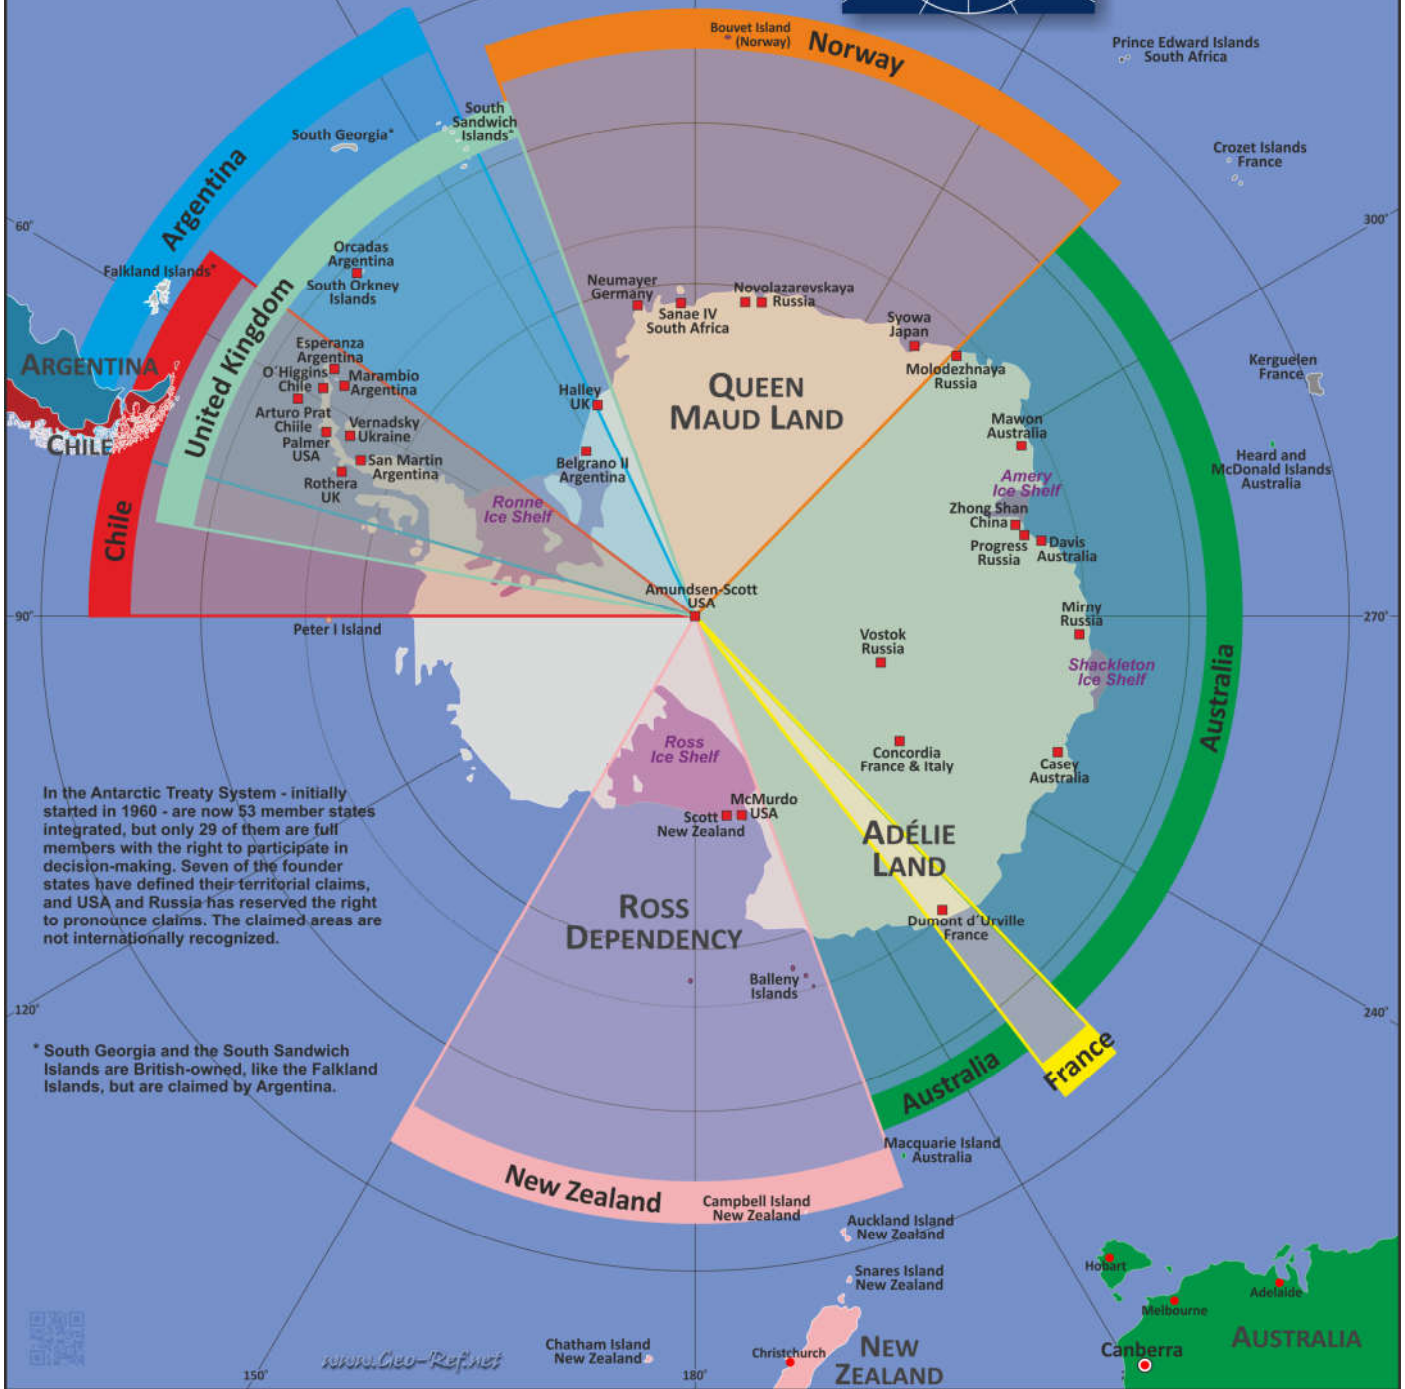 Bouvet Island
(Norway)
Norway
Prince Edward Islands
South Africa
South
Sandwich
Islands*
South Georgia*
Crozet Islands
France
Argentina
60°
300°
Orcadas
Argentina
South Orkney
Islands
Falkland Islands*
Neumayer
Germany
Sanae IV
South Africa
Novolazarevskaya
Russia
Syowa
Japan
Molodezhnaya
Russia
United Kingdom
ARGENTINA
CHILE
Esperanza
Argentina
O´Higgins
Chile
Marambio
Argentina
Arturo Prat
Chiile
Vernadsky
Ukraine
Palmer
USA
San Martin
Argentina
Rothera
UK
Halley
UK
Belgrano II
Argentina
QUEEN
MAUD LAND
Kerguelen
France
Mawon
Australia
Heard and
McDonald Islands
Australia
Amery
Ice Shelf
Zhong Shan
China
Progress
Russia
Davis
Australia
Ronne
Ice Shelf
Chile
Amundsen-Scott
USA
90°
270°
Peter I Island
Mirny
Russia
Vostok
Russia
Shackleton
Ice Shelf
Australia
Ross
Ice Shelf
Concordia
France & Italy
Casey
Australia
In the Antarctic Treaty System - initially
started in 1960 - are now 53 member states
integrated, but only 29 of them are full
members with the right to participate in
decision-making. Seven of the founder
states have defined their territorial claims,
and USA and Russia has reserved the right
to pronounce claims. The claimed areas are
not internationally recognized.
McMurdo
USA
Scott
New Zealand
ADÉLIE
LAND
ROSS
DEPENDENCY
Dumont d´Urville
France
Balleny
Islands
120°
240°
* South Georgia and the South Sandwich
Islands are British-owned, like the Falkland
Islands, but are claimed by Argentina.
France
Australia
Macquarie Island
Australia
New Zealand
Campbell Island
New Zealand
Auckland Island
New Zealand
Snares Island
New Zealand
Hobart
Melbourne
Adelaide
AUSTRALIA
Canberra
Chatham Island
New Zealand
Christchurch
NEW
ZEALAND
www.Geo-Ref.net
150°
180°